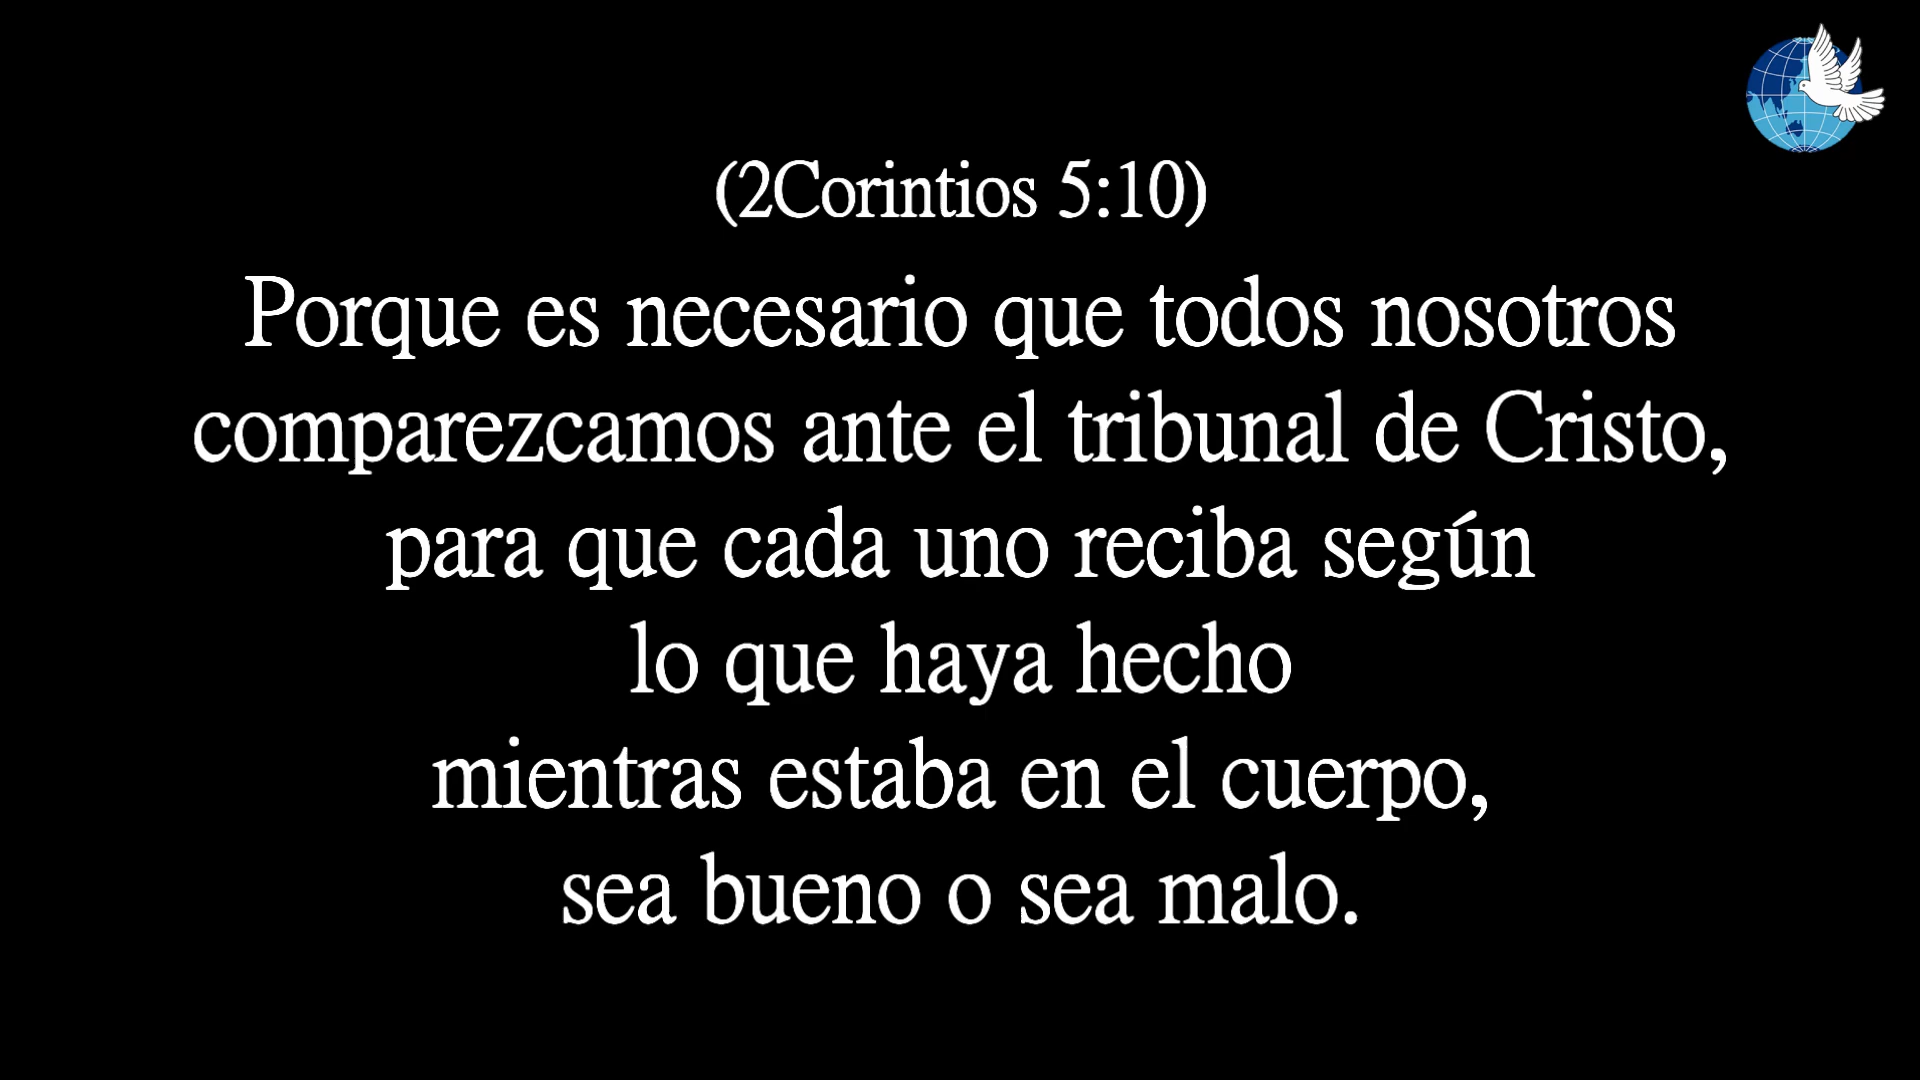 (2Corintios 5:10)
Porque es necesario que todos nosotros
comparezcamos ante el tribunal de Cristo,
para que cada uno reciba según
lo que haya hecho
mientras estaba en el cuerpo,
sea bueno o sea malo.